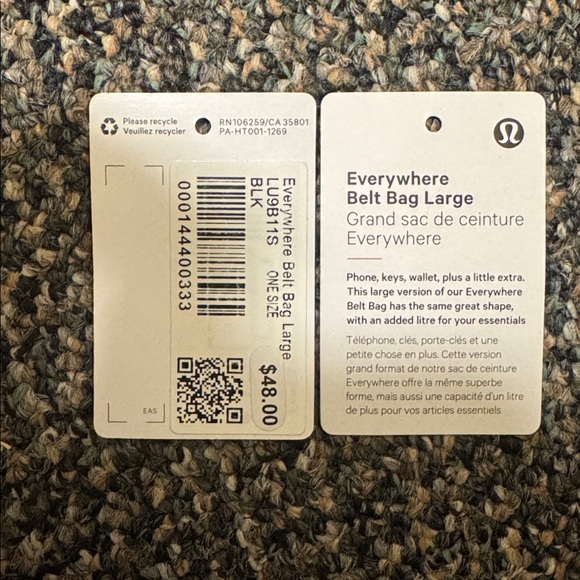 Please recycle
Veuillez recycler
RN106259/CA35801
PA-HT001-1269
Everywhere Belt Bag Large
LU9B11S ONE SIZE
BLK
000144400333
$48.00
EAS
Everywhere
Belt Bag Large
Grand sac de ceinture
Everywhere
Phone, keys, wallet, plus a little extra.
This large version of our Everywhere
Belt Bag has the same great shape,
with an added litre for your essentials
Téléphone, clés, porte-clés et une
petite chose en plus. Cette version
grand format de notre sac de ceinture
Everywhere offre la même superbe
forme, mais aussi une capacité d'un litre
de plus pour vos articles essentiels